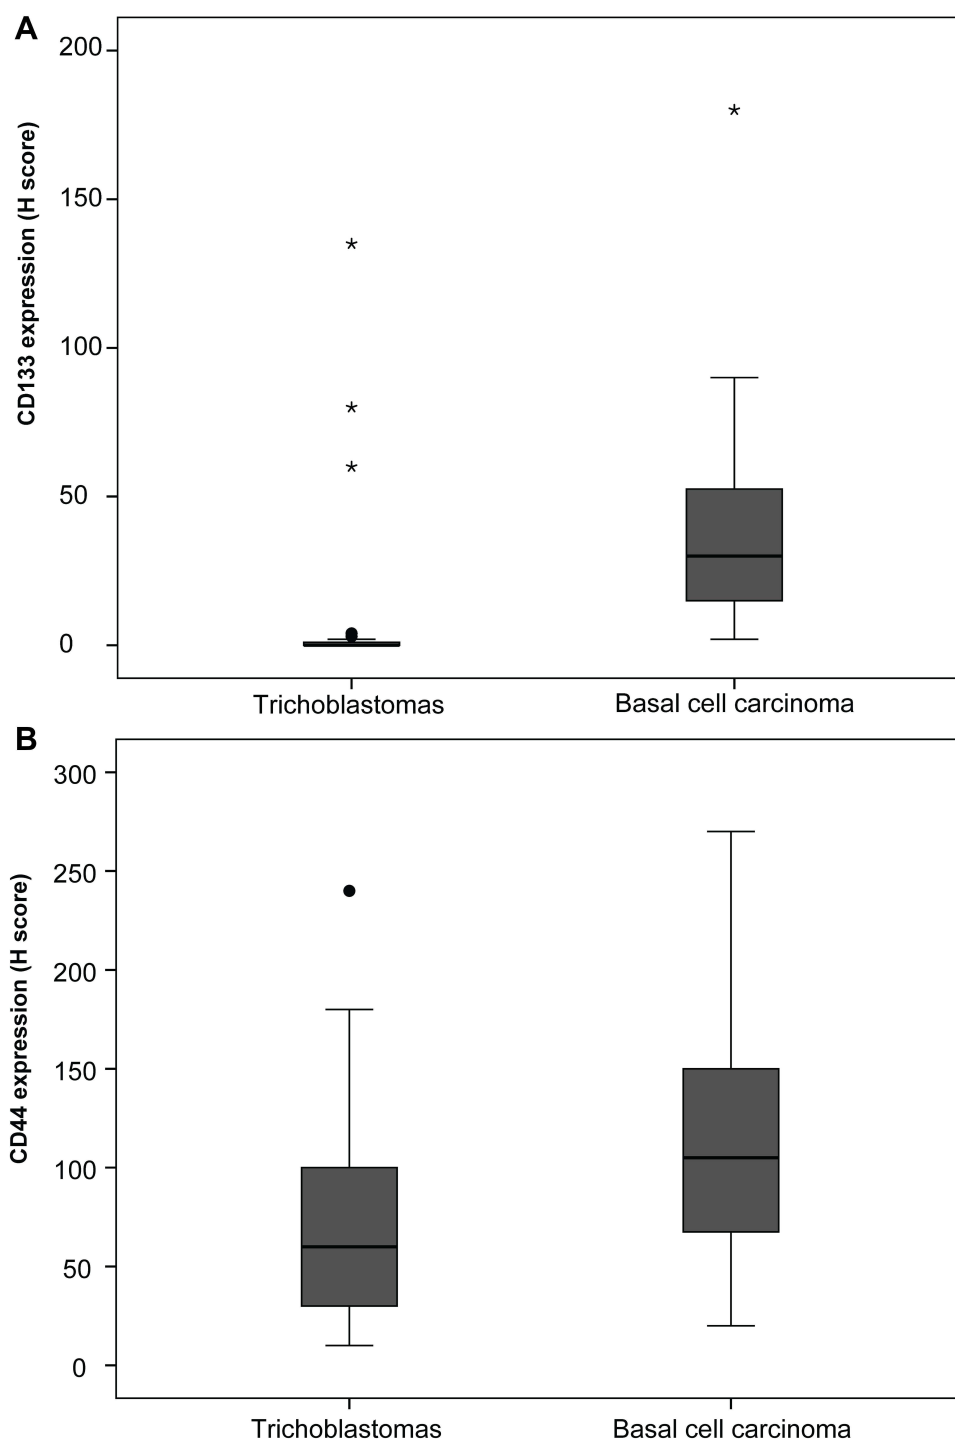 A
CD133 expression (H score)
200
150
100
50
0
Trichoblastomas
Basal cell carcinoma
B
CD44 expression (H score)
300
250
200
150
100
50
0
Trichoblastomas
Basal cell carcinoma